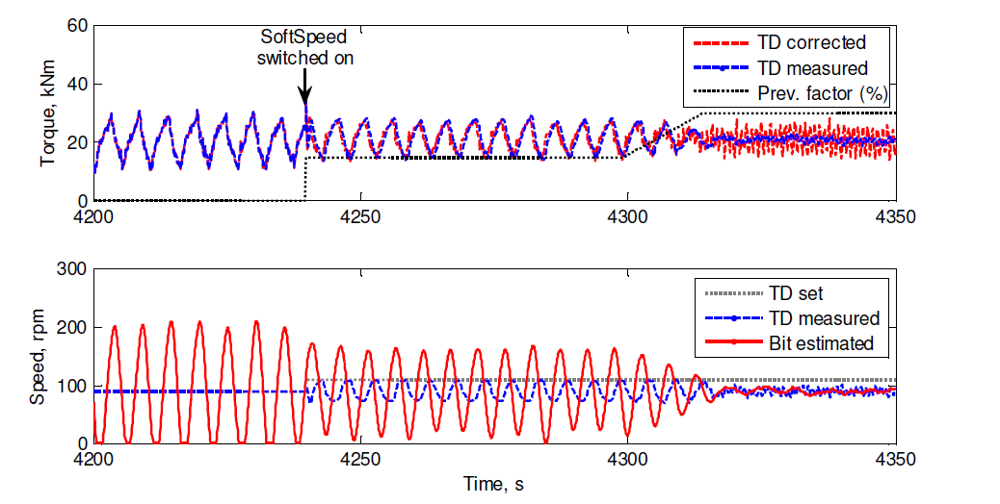 60
SoftSpeed
switched on
TD corrected
TD measured
Prev. factor (%)
40
20
0
Torque, kNm
4200
4250
4300
4350
300
TD set
TD measured
Bit estimated
200
100
0
Speed, rpm
4200
4250
4300
4350
Time, s